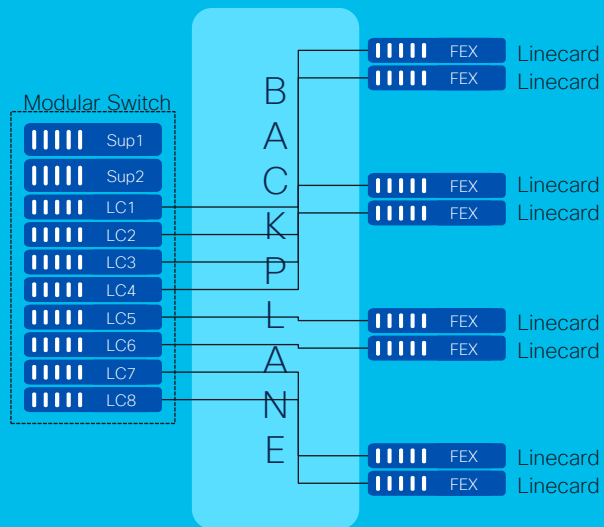 Modular Switch
Sup1
Sup2
LC1
LC2
LC3
LC4
LC5
LC6
LC7
LC8
BACKPLANE
FEX Linecard
FEX Linecard
FEX Linecard
FEX Linecard
FEX Linecard
FEX Linecard
FEX Linecard
FEX Linecard